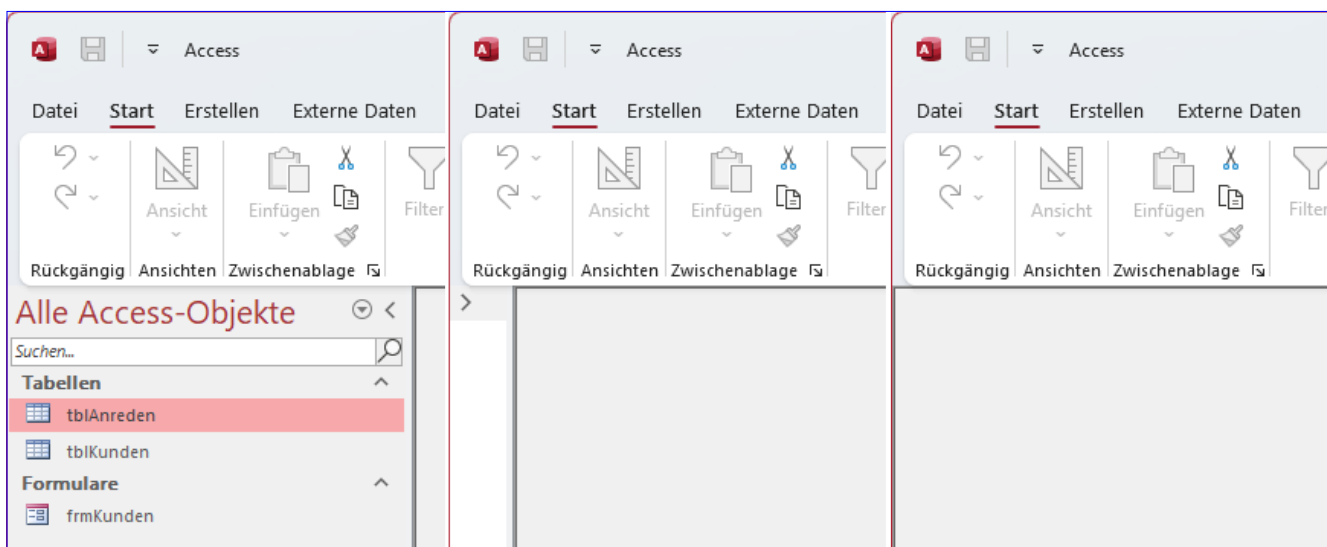 Access
Datei Start Erstellen Externe Daten
Ansicht Einfügen Filter
Rückgängig Ansichten Zwischenablage
Alle Access-Objekte
Suchen...
Tabellen
tblAnreden
tblKunden
Formulare
frmKunden
Access
Datei Start Erstellen Externe Daten
Ansicht Einfügen Filter
Rückgängig Ansichten Zwischenablage
Access
Datei Start Erstellen Externe Daten
Ansicht Einfügen Filter
Rückgängig Ansichten Zwischenablage